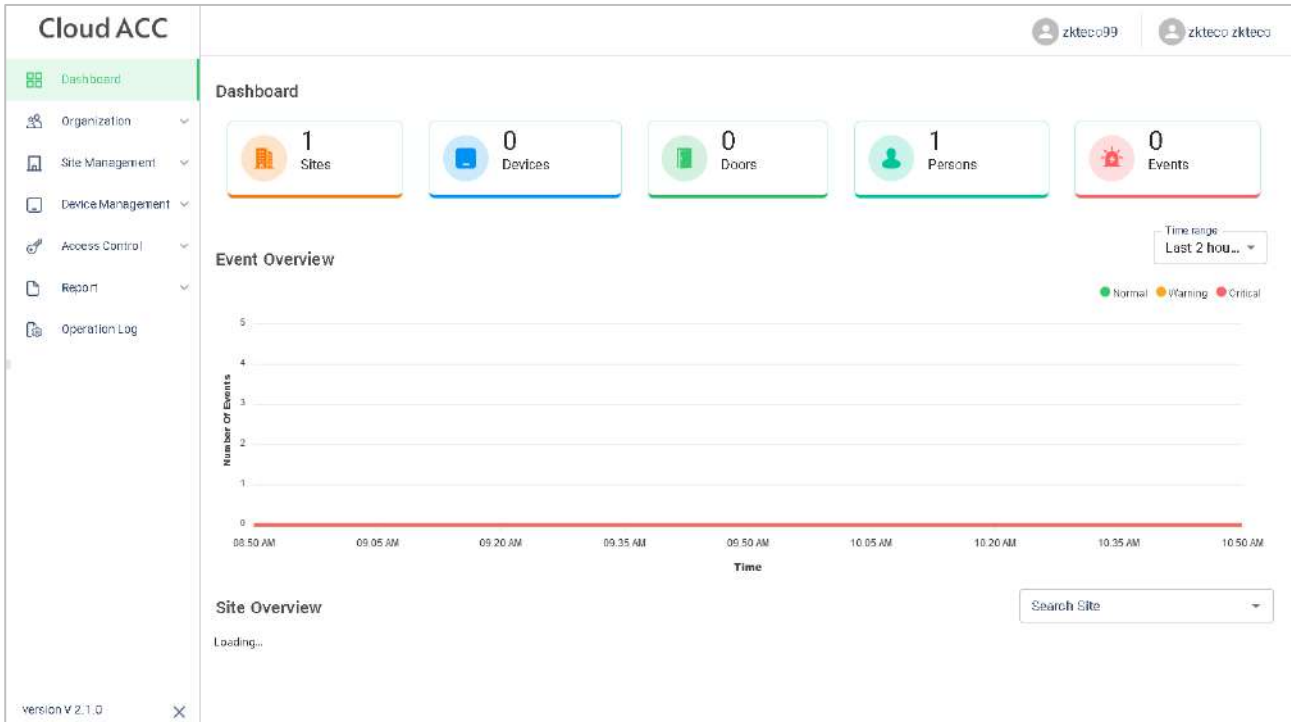 Cloud ACC
zkteco99
zkteco zkteco
Dashboard
Organization
Site Management
Device Management
Access Control
Report
Operation Log
version V 2.1.0
Dashboard
1
Sites
0
Devices
0
Doors
1
Persons
0
Events
Event Overview
Time range
Last 2 hou...
Normal Warning Critical
Number Of Events
5
4
3
2
1
0
08.50 AM 09.05 AM 09.20 AM 09.35 AM 09.50 AM 10.05 AM 10.20 AM 10.35 AM 10.50 AM
Time
Site Overview
Search Site
Loading...